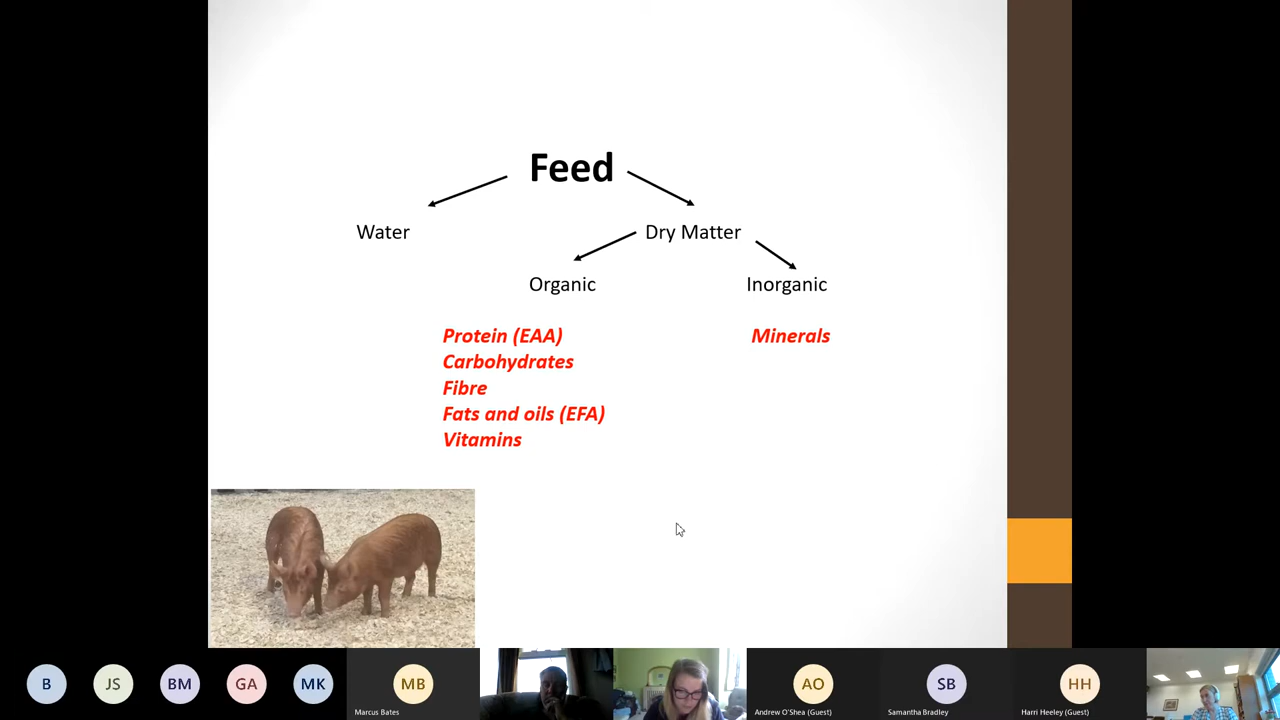 Feed
Water
Dry Matter
Organic
Inorganic
Protein (EAA)
Minerals
Carbohydrates
Fibre
Fats and oils (EFA)
Vitamins
B
JS
BM
GA
MK
MB
AO
SB
HH
Marcus Bates
Andrew O'Shea (Guest)
Samantha Bradley
Harri Heeley (Guest)